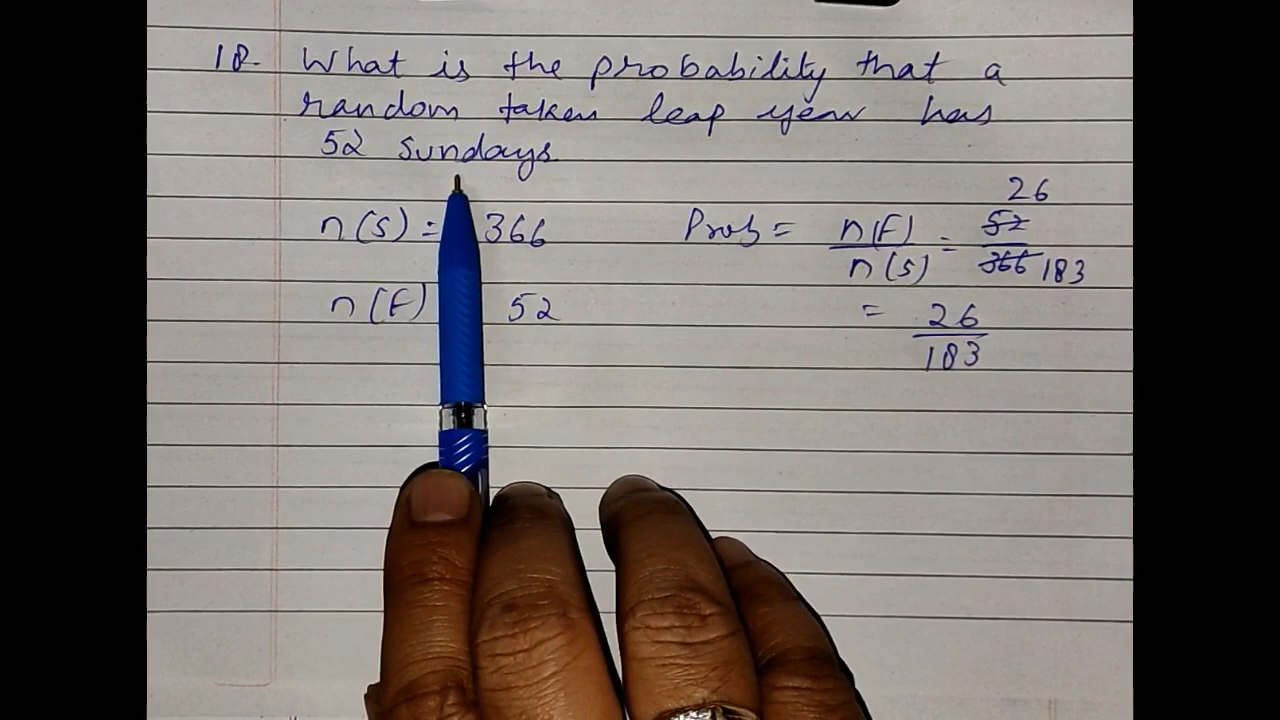 18. What is the probability that a
random taken leap year has
52 Sundays.
n(S) = 366
n(F) 52
Prob = n(F)/n(S) = 52/366 26 183
= 26/183